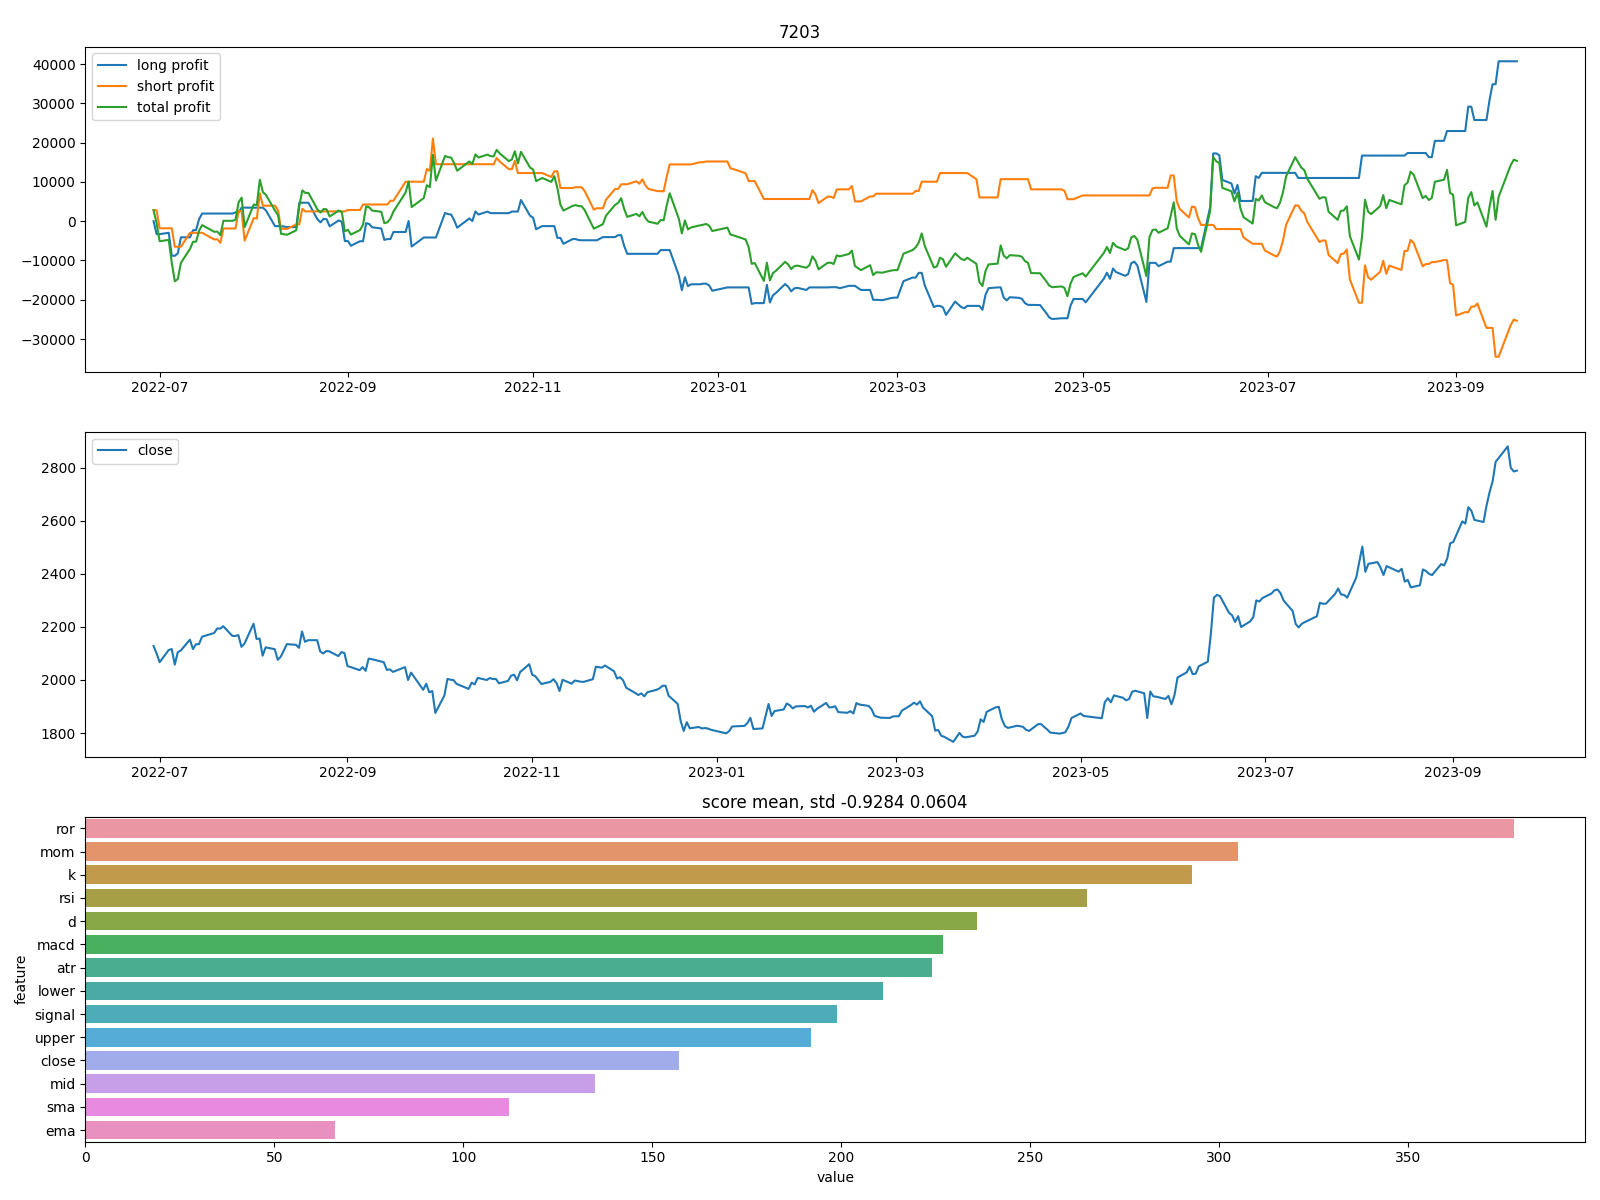 7203
long profit
short profit
total profit
40000
30000
20000
10000
0
−10000
−20000
−30000
2022-07 2022-09 2022-11 2023-01 2023-03 2023-05 2023-07 2023-09
close
2800
2600
2400
2200
2000
1800
2022-07 2022-09 2022-11 2023-01 2023-03 2023-05 2023-07 2023-09
score mean, std -0.9284 0.0604
feature
ror
mom
k
rsi
d
macd
atr
lower
signal
upper
close
mid
sma
ema
0 50 100 150 200 250 300 350
value